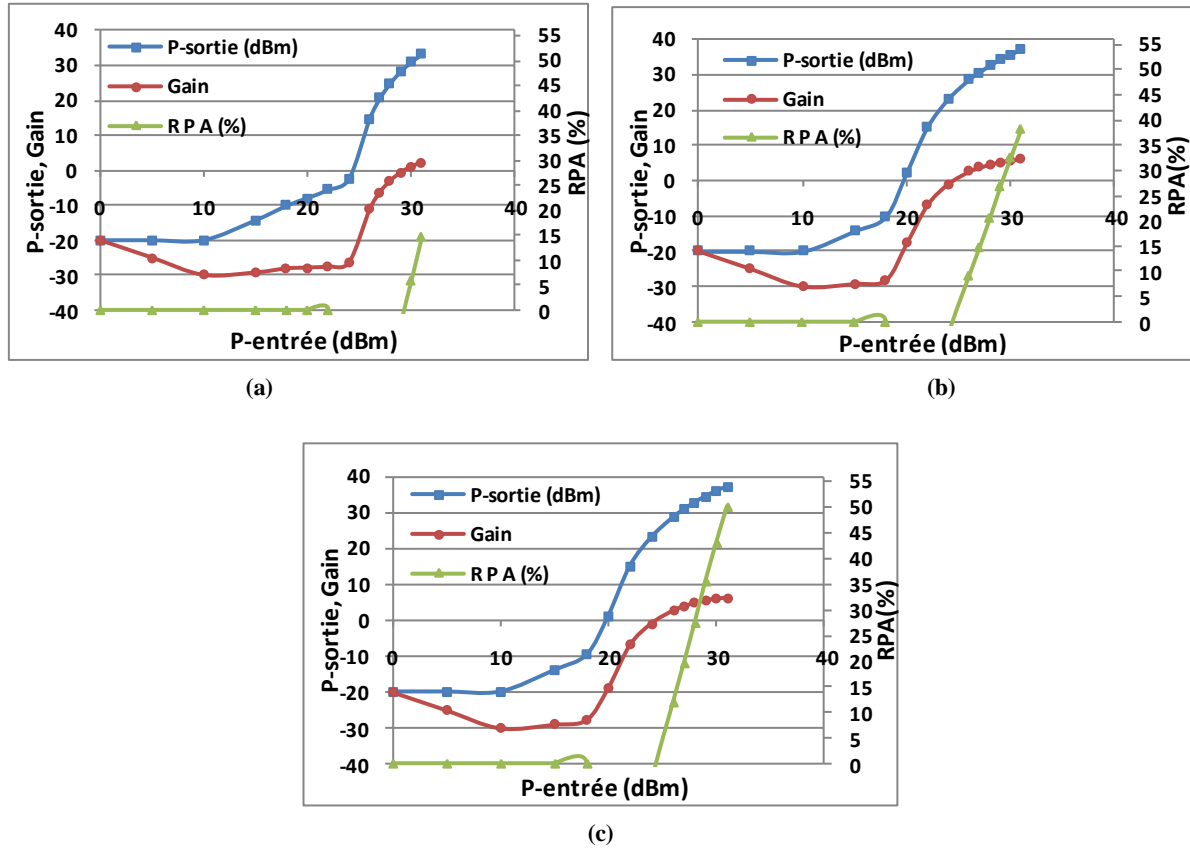 40
30
20
10
0
-10
-20
-30
-40
P-sortie, Gain
P-sortie (dBm)
Gain
R P A (%)
0 10 20 30 40
P-entrée (dBm)
55
50
45
40
35
30
25
20
15
10
5
0
RPA (%)
(a)
40
30
20
10
0
-10
-20
-30
-40
P-sortie, Gain
P-sortie (dBm)
Gain
R P A (%)
0 10 20 30 40
P-entrée (dBm)
55
50
45
40
35
30
25
20
15
10
5
0
RPA(%)
(b)
40
30
20
10
0
-10
-20
-30
-40
P-sortie, Gain
P-sortie (dBm)
Gain
R P A (%)
0 10 20 30 40
P-entrée (dBm)
55
50
45
40
35
30
25
20
15
10
5
0
RPA(%)
(c)